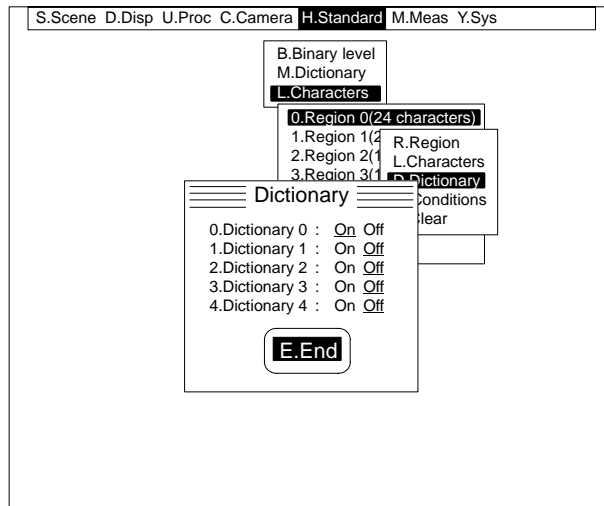 S.Scene D.Disp U.Proc C.Camera H.Standard M.Meas Y.Sys
B.Binary level
M.Dictionary
L.Characters
0.Region 0(24 characters)
1.Region 1(2
2.Region 2(1
3.Region 3(1
R.Region
L.Characters
D.Dictionary
Conditions
lear
Dictionary
0.Dictionary 0 : On Off
1.Dictionary 1 : On Off
2.Dictionary 2 : On Off
3.Dictionary 3 : On Off
4.Dictionary 4 : On Off
E.End